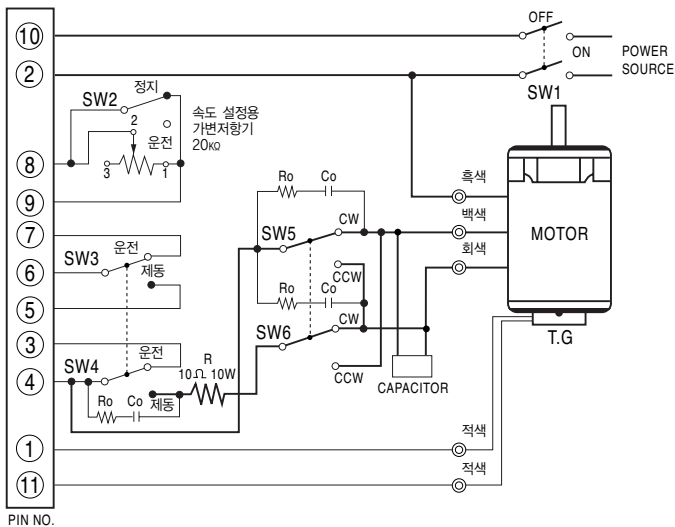 OFF
⑩
ON
POWER
SOURCE
②
SW1
정지
SW2
2
운전
속도 설정용
가변저항기
20KΩ
⑧
3
1
⑨
Ro
Co
흑색
⑦
CW
백색
SW5
MOTOR
운전
SW3
⑥
제동
회색
CCW
Ro
Co
⑤
CW
SW6
T.G
③
운전
SW4
R
10Ω 10W
④
CCW
CAPACITOR
Ro
Co
제동
적색
①
적색
⑪
PIN NO.